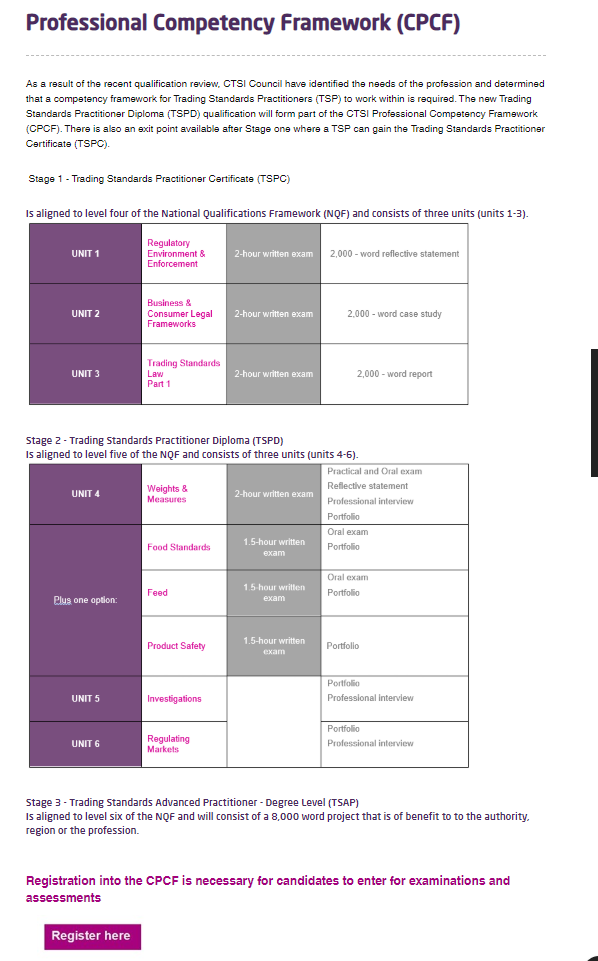 Professional Competency Framework (CPCF)
As a result of the recent qualification review, CTSI Council have identified the needs of the profession and determined
that a competency framework for Trading Standards Practitioners (TSP) to work within is required. The new Trading
Standards Practitioner Diploma (TSPD) qualification will form part of the CTSI Professional Competency Framework
(CPCF). There is also an exit point available after Stage one where a TSP can gain the Trading Standards Practitioner
Certificate (TSPC).
Stage 1 - Trading Standards Practitioner Certificate (TSPC)
Is aligned to level four of the National Qualifications Framework (NQF) and consists of three units (units 1-3).
UNIT 1
Regulatory
Environment &
Enforcement
2-hour written exam
2,000 - word reflective statement
UNIT 2
Business &
Consumer Legal
Frameworks
2-hour written exam
2,000 - word case study
UNIT 3
Trading Standards
Law
Part 1
2-hour written exam
2,000 - word report
Stage 2 - Trading Standards Practitioner Diploma (TSPD)
Is aligned to level five of the NQF and consists of three units (units 4-6).
UNIT 4
Weights &
Measures
2-hour written exam
Practical and Oral exam
Reflective statement
Professional interview
Portfolio
Plus one option:
Food Standards
1.5-hour written
exam
Oral exam
Portfolio
Feed
1.5-hour written
exam
Oral exam
Portfolio
Product Safety
1.5-hour written
exam
Portfolio
UNIT 5
Investigations
Portfolio
Professional interview
UNIT 6
Regulating
Markets
Portfolio
Professional interview
Stage 3 - Trading Standards Advanced Practitioner - Degree Level (TSAP)
Is aligned to level six of the NQF and will consist of a 8,000 word project that is of benefit to to the authority,
region or the profession.
Registration into the CPCF is necessary for candidates to enter for examinations and
assessments
Register here